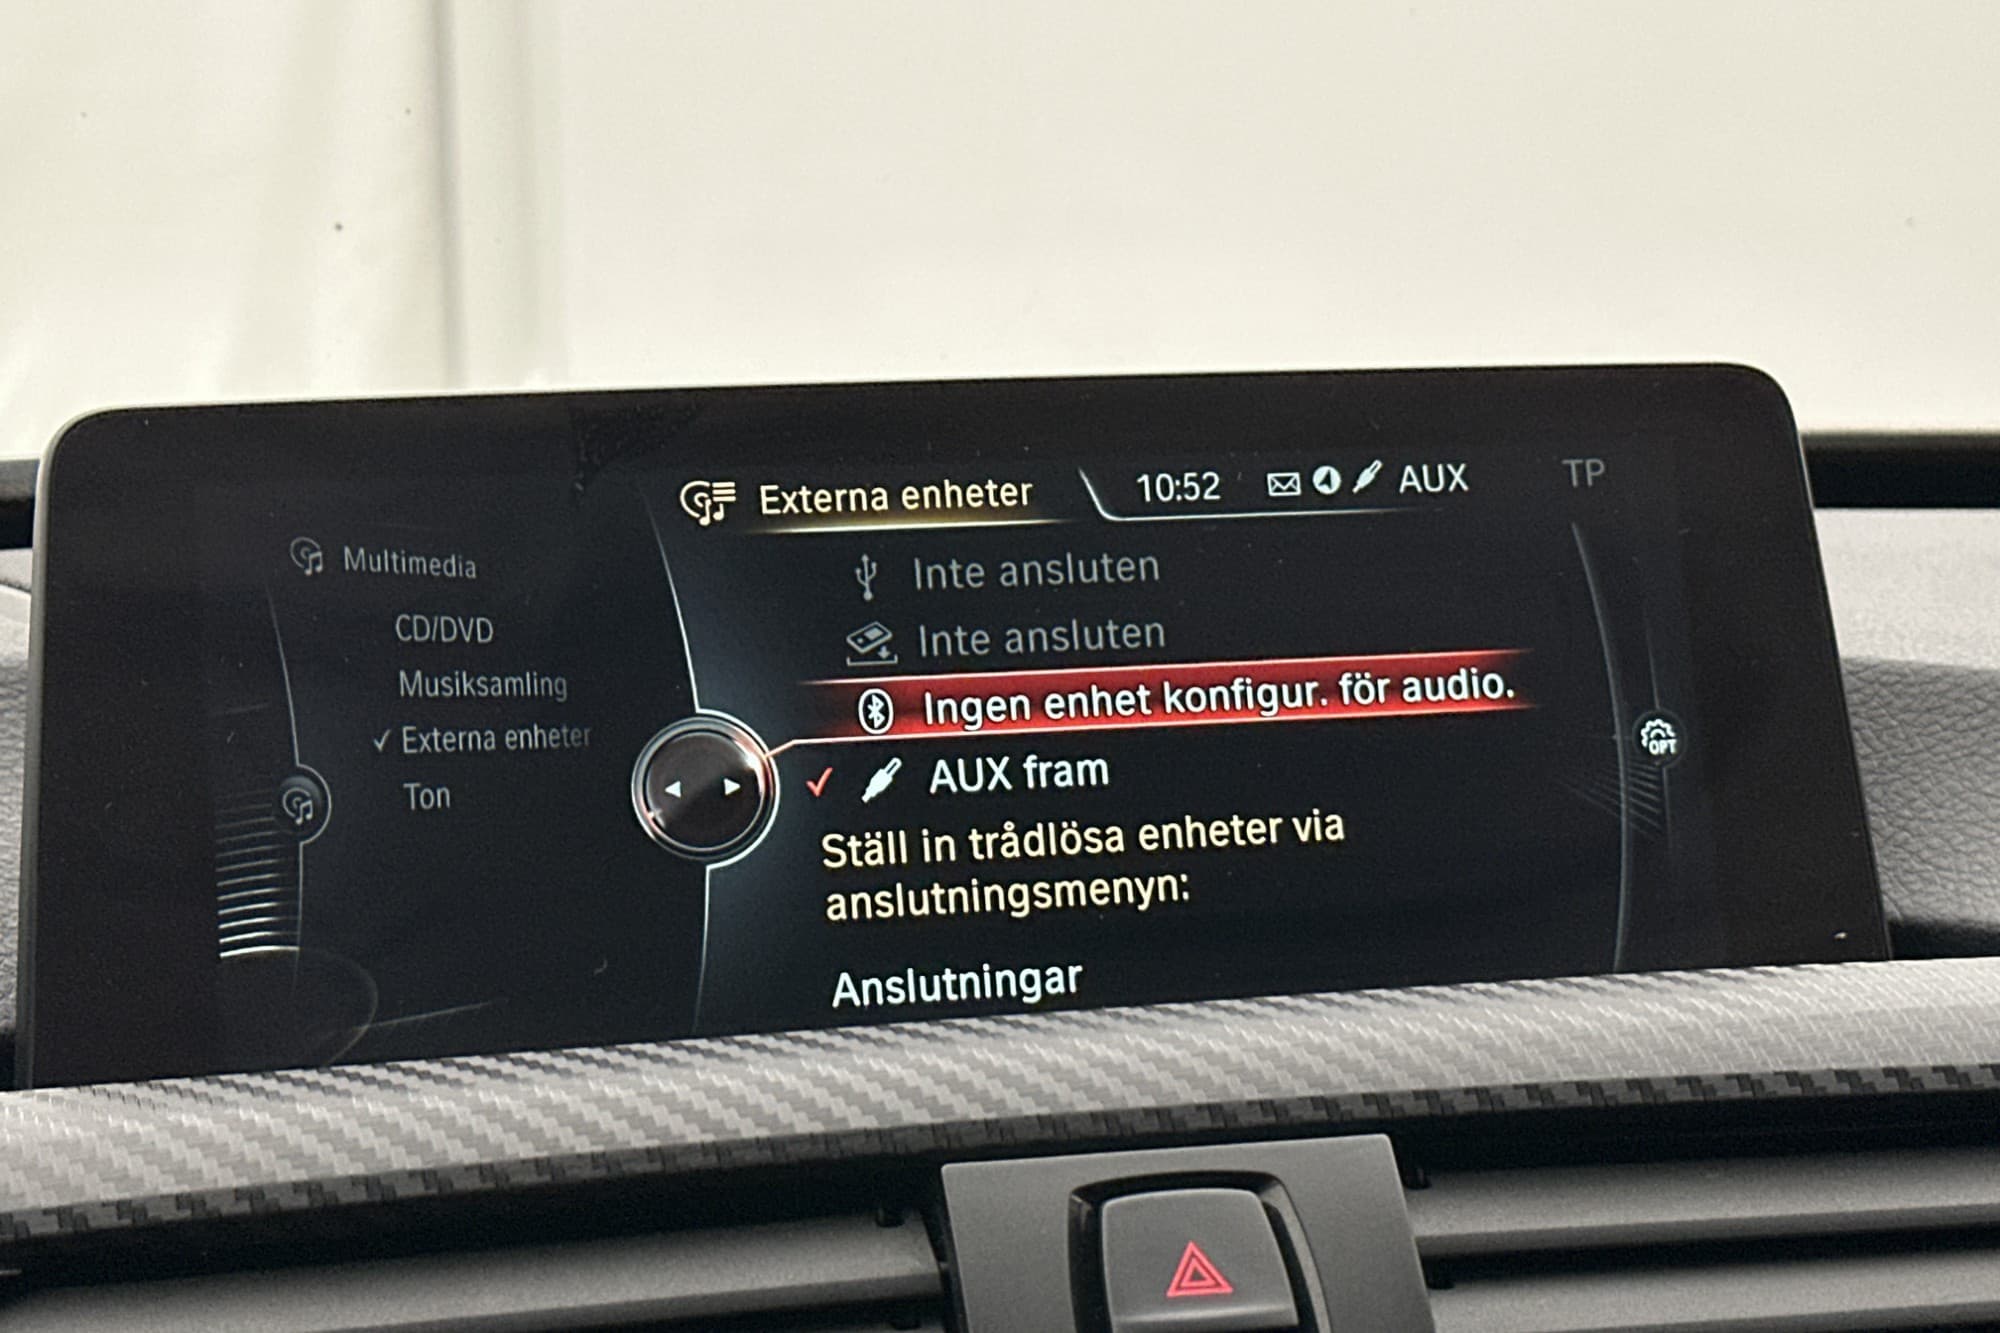 Externa enheter
10:52 AUX TP
Multimedia
CD/DVD
Musiksamling
✓ Externa enheter
Ton
Inte ansluten
Inte ansluten
Ingen enhet konfigur. för audio.
✓ AUX fram
Ställ in trådlösa enheter via
anslutningsmenyn:
Anslutningar
OPT